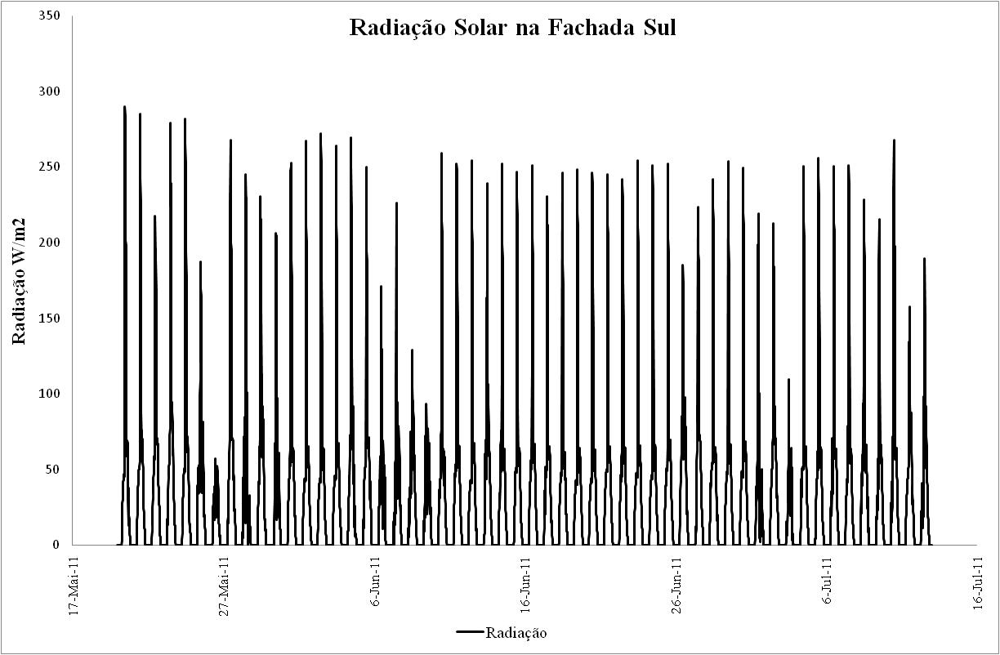 Radiação Solar na Fachada Sul
Radiação W/m2
350
300
250
200
150
100
50
0
17-Mai-11
27-Mai-11
6-Jun-11
16-Jun-11
26-Jun-11
6-Jul-11
16-Jul-11
Radiação